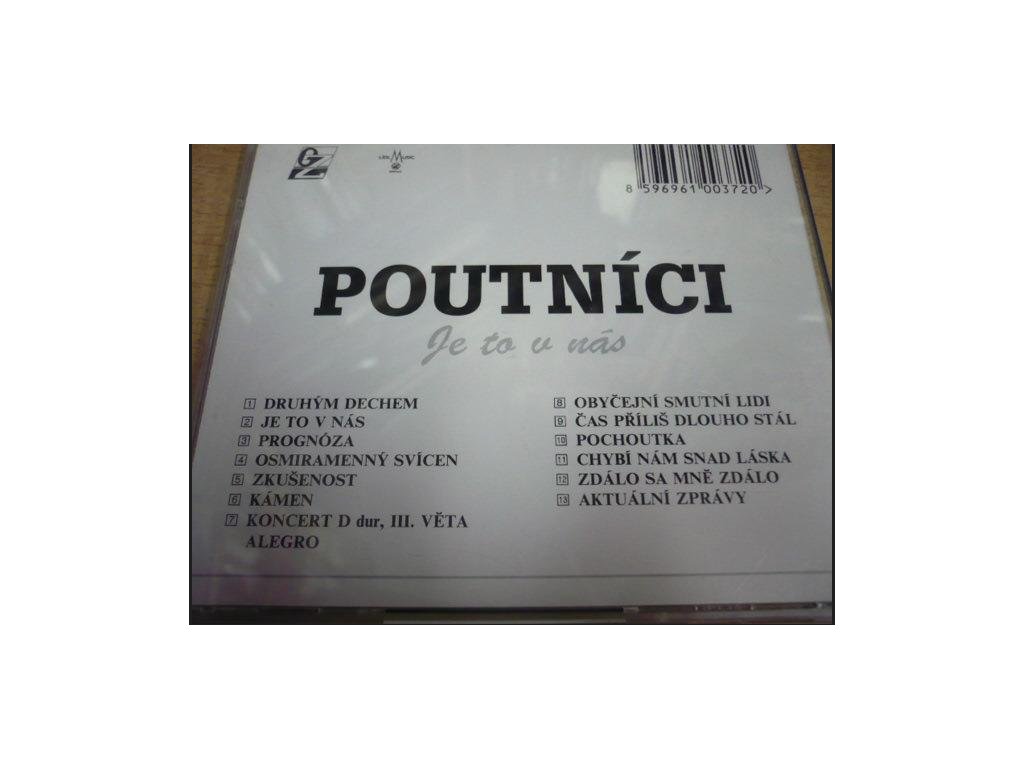 GZ
MUSIC
8 596961 003720 >
POUTNÍCI
Je to v nás
1 DRUHÝM DECHEM
2 JE TO V NÁS
3 PROGNÓZA
4 OSMIRAMENNÝ SVÍCEN
5 ZKUŠENOST
6 KÁMEN
7 KONCERT D dur, III. VĚTA
ALEGRO
8 OBYČEJNÍ SMUTNÍ LIDI
9 ČAS PŘÍLIŠ DLOUHO STÁL
10 POCHOUTKA
11 CHYBÍ NÁM SNAD LÁSKA
12 ZDÁLO SA MNĚ ZDÁLO
13 AKTUÁLNÍ ZPRÁVY